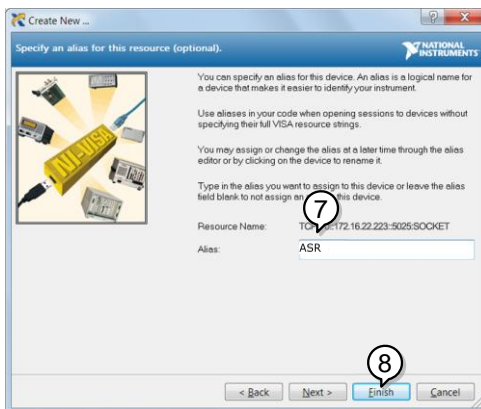 Create New ...
Specify an alias for this resource (optional).
NATIONAL
INSTRUMENTS
You can specify an alias for this device. An alias is a logical name for
a device that makes it easier to identify your instrument.
Use aliases in your code when opening sessions to devices without
specifying their full VISA resource strings.
You may assign or change the alias at a later time through the alias
editor or by clicking on the device to rename it.
Type in the alias you want to assign to this device or leave the alias
field blank to not assign an this device.
7
Resource Name: 172.16.22.223::5025:SOCKET
Alias: ASR
NI-VISA
8
< Back Next > Finish Cancel